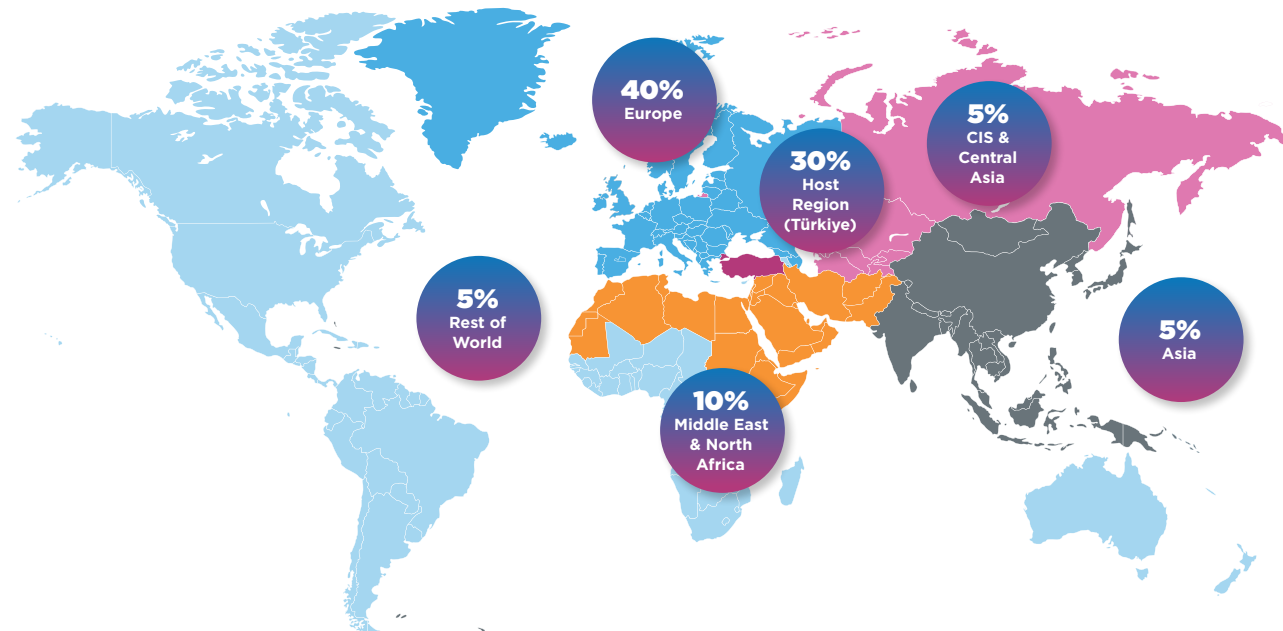 40%
Europe
30%
Host
Region
(Türkiye)
5%
CIS &
Central
Asia
5%
Rest of
World
5%
Asia
10%
Middle East
& North
Africa